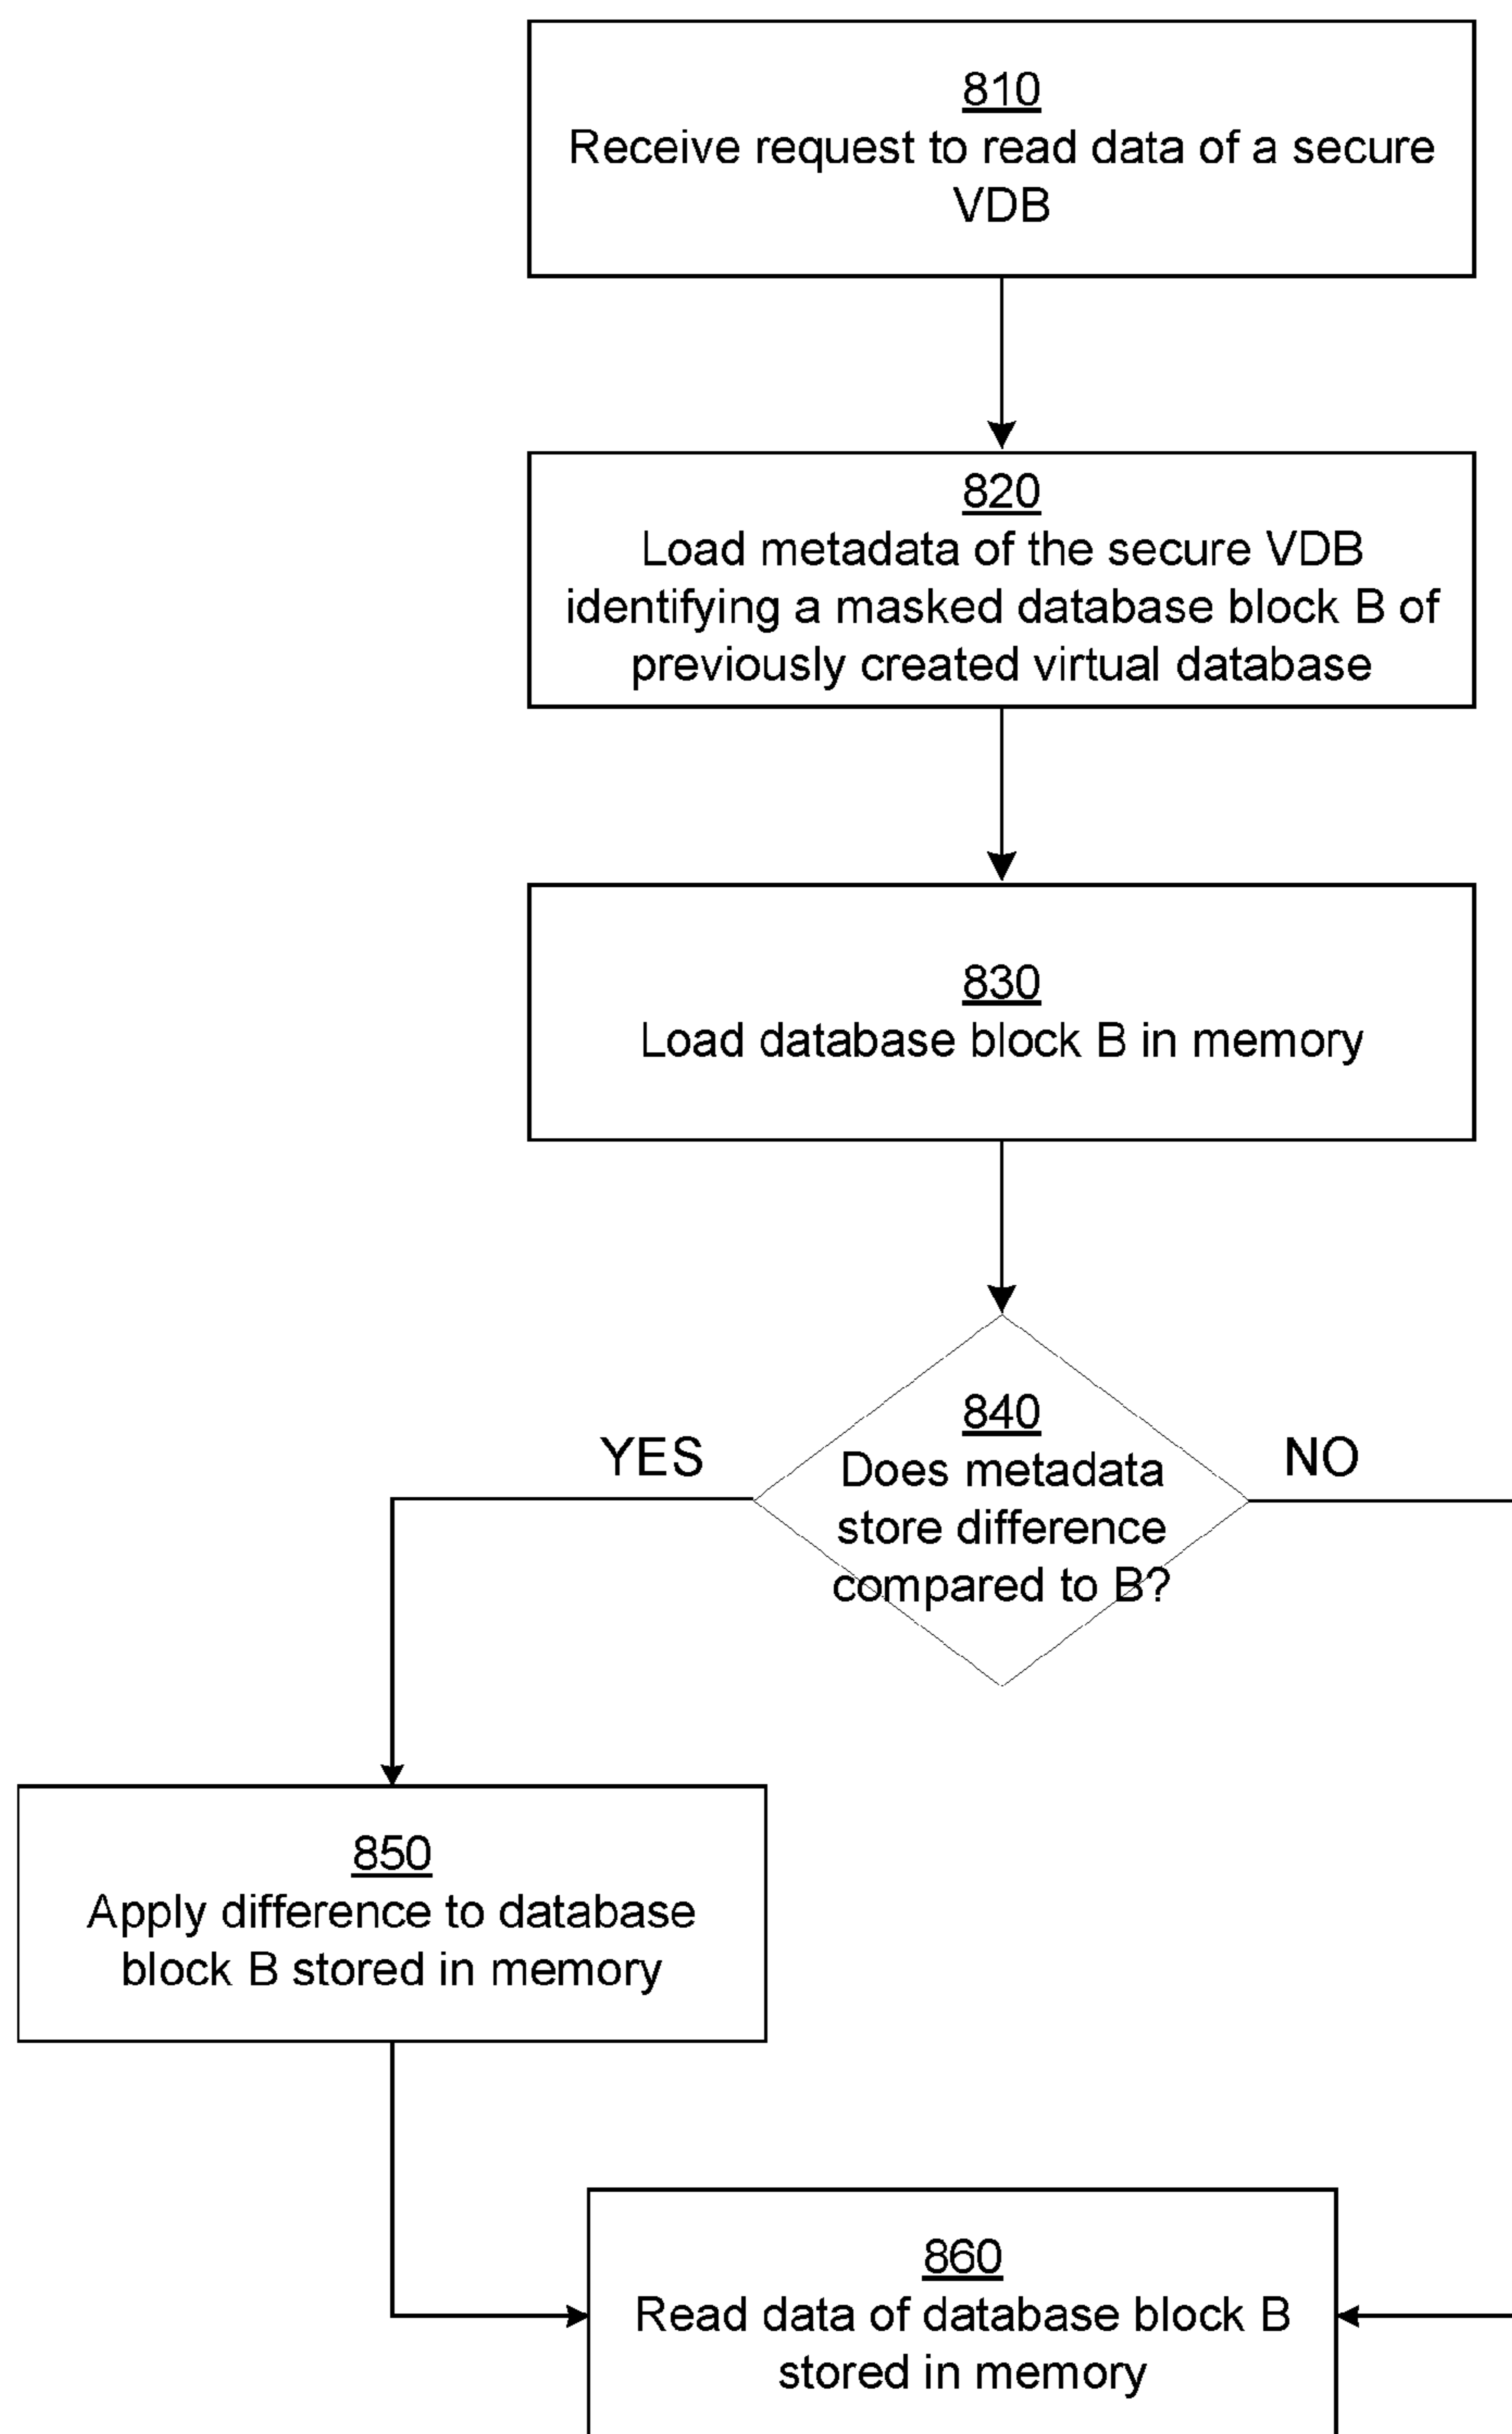 810
Receive request to read data of a secure
VDB
820
Load metadata of the secure VDB
identifying a masked database block B of
previously created virtual database
830
Load database block B in memory
840
Does metadata
store difference
compared to B?
YES
NO
850
Apply difference to database
block B stored in memory
860
Read data of database block B
stored in memory